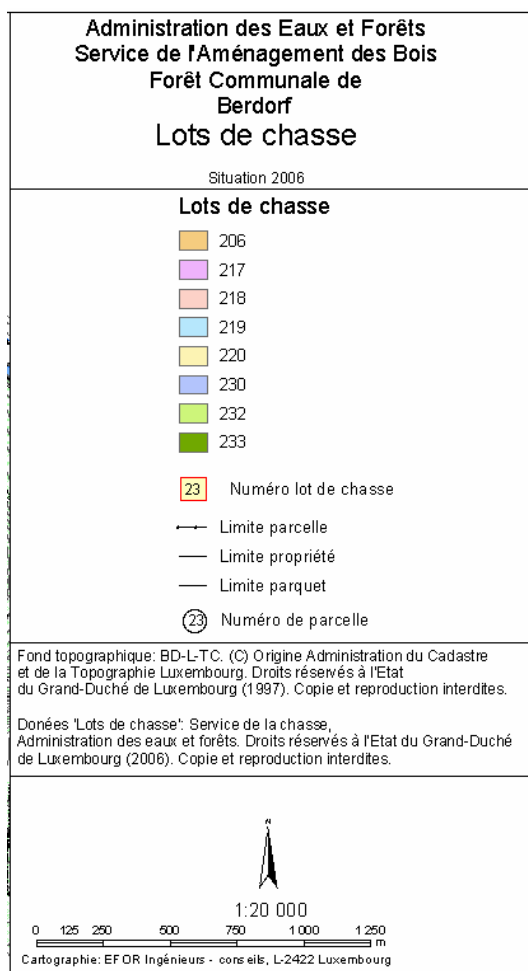 Administration des Eaux et Forêts
Service de l'Aménagement des Bois
Forêt Communale de
Berdorf
Lots de chasse
Situation 2006
Lots de chasse
206
217
218
219
220
230
232
233
23 Numéro lot de chasse
Limite parcelle
Limite propriété
Limite parquet
23 Numéro de parcelle
Fond topographique: BD-L-TC. (C) Origine Administration du Cadastre
et de la Topographie Luxembourg. Droits réservés à l'Etat
du Grand-Duché de Luxembourg (1997). Copie et reproduction interdites.
Donées 'Lots de chasse': Service de la chasse,
Administration des eaux et forêts. Droits réservés à l'Etat du Grand-Duché
de Luxembourg (2006). Copie et reproduction interdites.
N
1:20 000
0 125 250 500 750 1 000 1 250
m
Cartographie: EFOR Ingénieurs - conseils, L-2422 Luxembourg